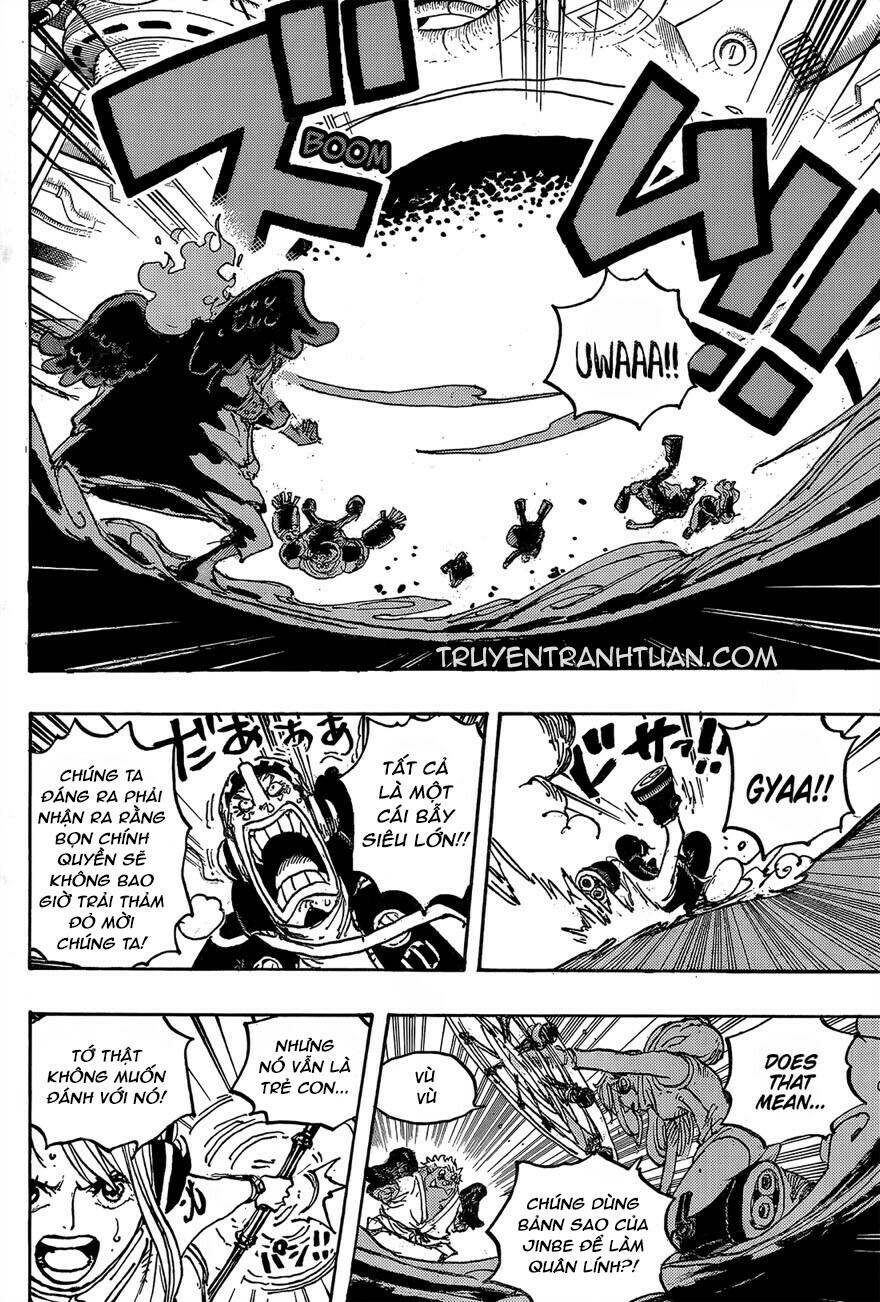 ズ
BOOM
ム!!
UWAAA!!
TRUYENTRANHTUAN.COM
GYAA!!
ドサッ!!
TẤT CẢ
LÀ MỘT
CÁI BẪY
SIÊU LỚN!!
だあぁぁ
CHÚNG TA
ĐÁNG RA PHẢI
NHẬN RA RẰNG
BỌN CHÍNH
QUYỀN SẼ
KHÔNG BAO
GIỜ TRẢI THẢM
ĐỎ MỜI
CHÚNG TA!
DOES
THAT
MEAN...
CHÚNG DÙNG
BẢNN SAO CỦA
JINBE ĐỂ LÀM
QUÂN LÍNH?!
VÙ
VÙ
NHƯNG
NÓ VẪN LÀ
TRẺ CON...
TỚ THẬT
KHÔNG MUỐN
ĐÁNH VỚI NÓ!